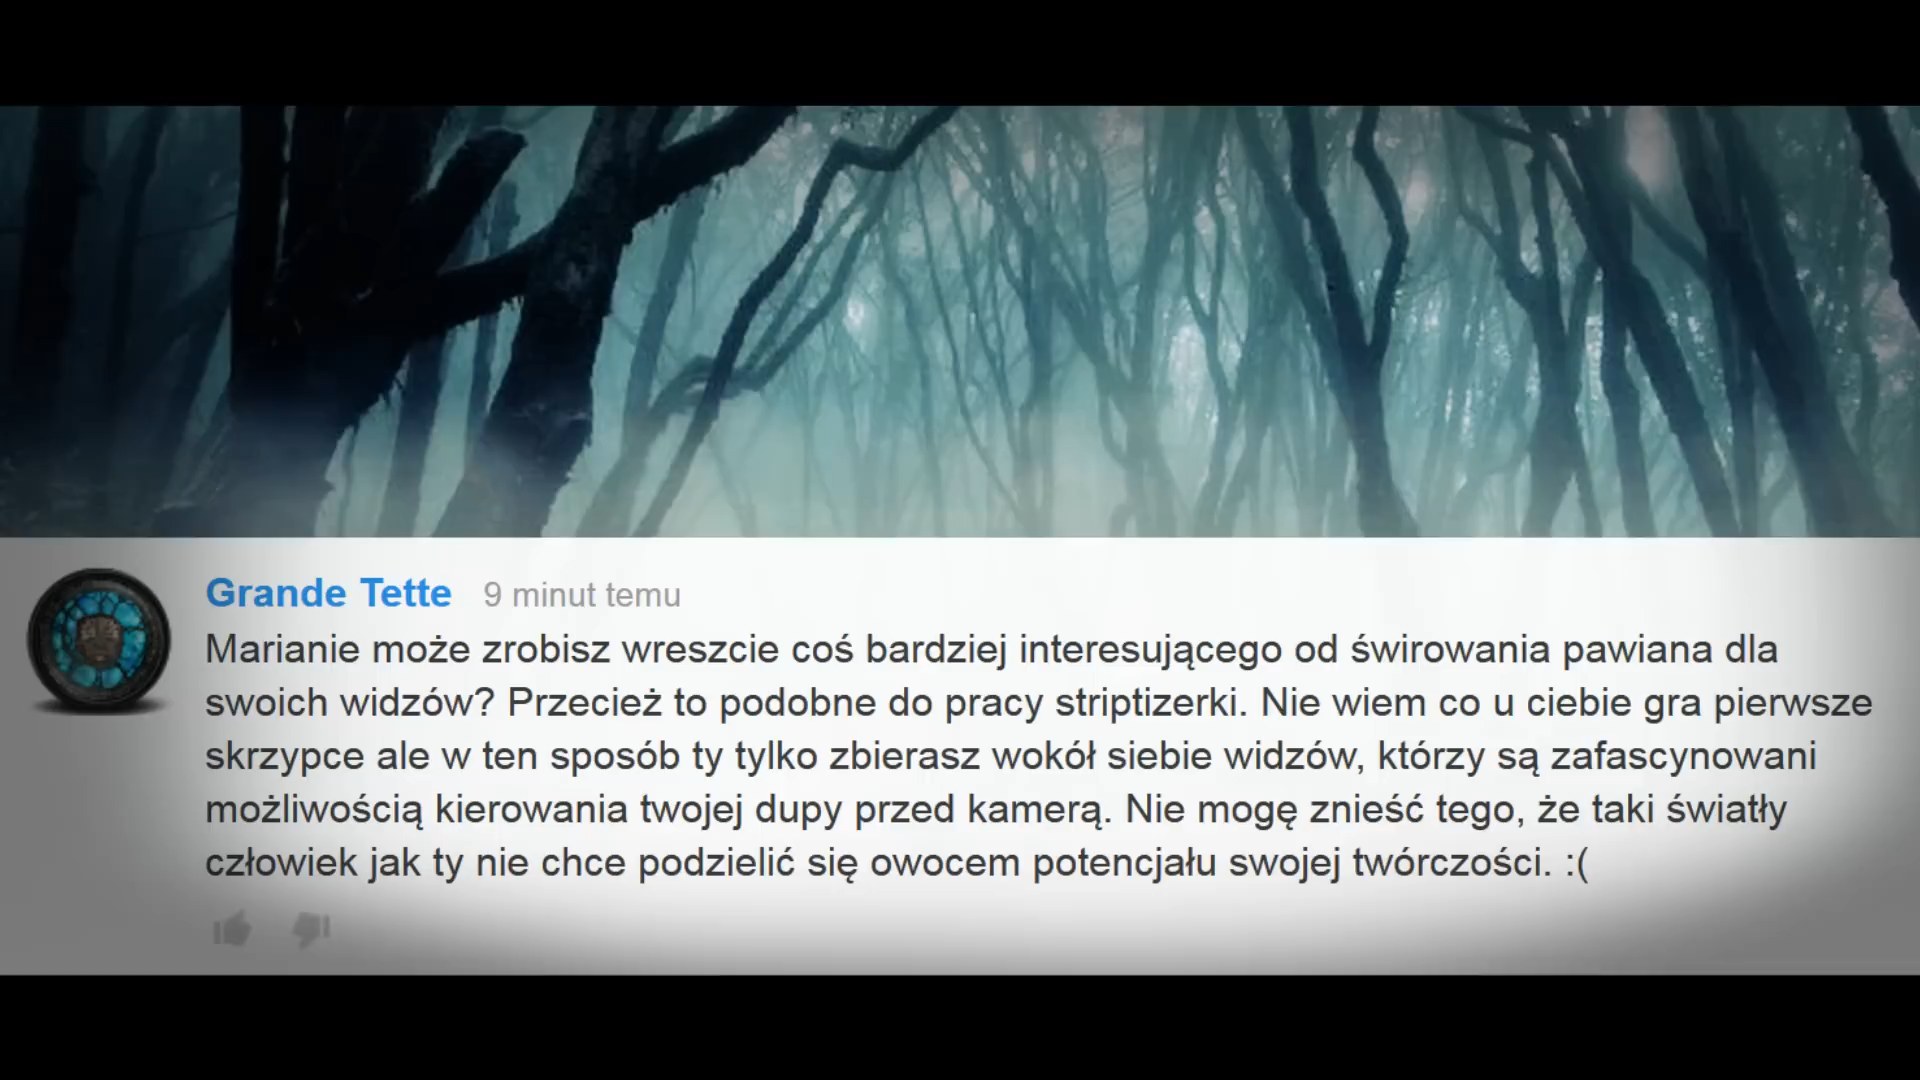 Grande Tette 9 minut temu
Marianie może zrobisz wreszcie coś bardziej interesującego od świrowania pawiana dla
swoich widzów? Przecież to podobne do pracy striptizerki. Nie wiem co u ciebie gra pierwsze
skrzypce ale w ten sposób ty tylko zbierasz wokół siebie widzów, którzy są zafascynowani
możliwością kierowania twojej dupy przed kamerą. Nie mogę znieść tego, że taki światły
człowiek jak ty nie chce podzielić się owocem potencjału swojej twórczości. :(